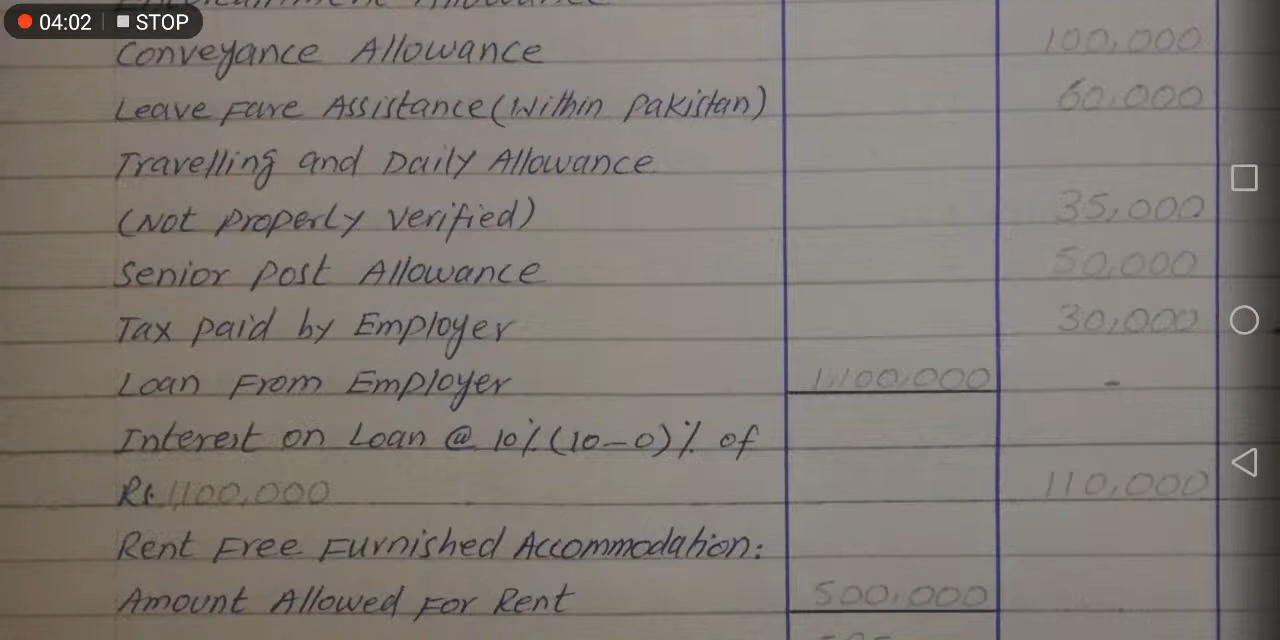 04:02 STOP
Conveyance Allowance 100,000
Leave Fare Assistance (Within Pakistan) 60,000
Travelling and Daily Allowance
(Not Properly Verified) 35,000
Senior Post Allowance 50,000
Tax Paid by Employer 30,000
Loan From Employer 1,100,000 -
Interest on Loan @ 10% (10-0)% of
Rs. 1100,000 110,000
Rent Free Furnished Accommodation:
Amount Allowed For Rent 500,000